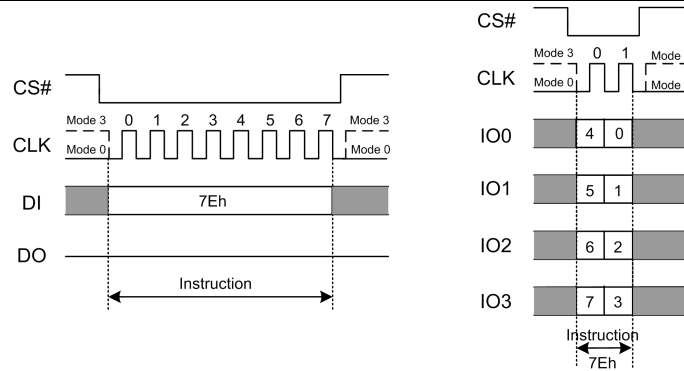 CS#
Mode 3 0 1 2 3 4 5 6 7 Mode 3
CLK
Mode 0 Mode 0
DI 7Eh
DO
Instruction
CS#
Mode 3 0 1 Mode
CLK
Mode 0 Mode
IO0 4 0
IO1 5 1
IO2 6 2
IO3 7 3
Instruction
7Eh